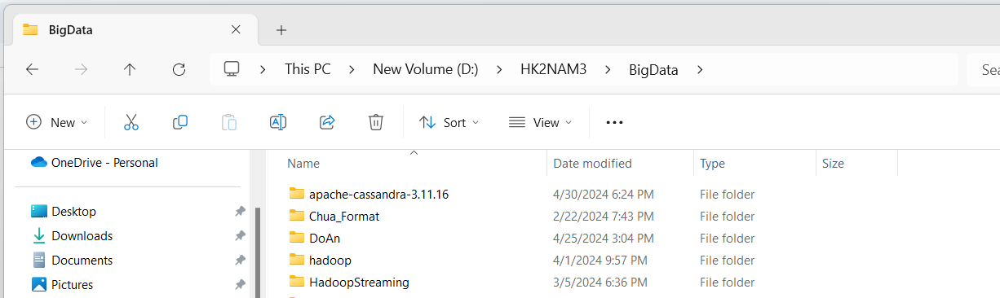 BigData
This PC > New Volume (D:) > HK2NAM3 > BigData >
New Sort View
OneDrive - Personal
Desktop
Downloads
Documents
Pictures
Name Date modified Type Size
apache-cassandra-3.11.16 4/30/2024 6:24 PM File folder
Chua_Format 2/22/2024 7:43 PM File folder
DoAn 4/25/2024 3:04 PM File folder
hadoop 4/1/2024 9:57 PM File folder
HadoopStreaming 3/5/2024 6:36 PM File folder